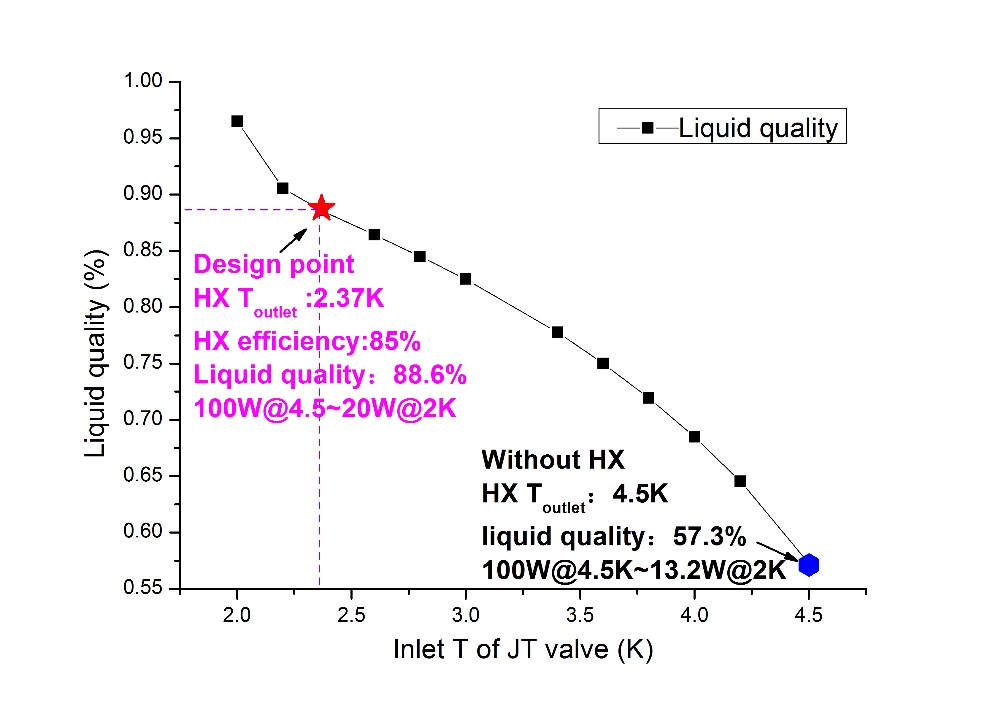 1.00
0.95
0.90
0.85
0.80
0.75
0.70
0.65
0.60
0.55
Liquid quality (%)
Liquid quality
Design point
HX Toutlet :2.37K
HX efficiency:85%
Liquid quality：88.6%
100W@4.5~20W@2K
Without HX
HX Toutlet：4.5K
liquid quality：57.3%
100W@4.5K~13.2W@2K
2.0 2.5 3.0 3.5 4.0 4.5
Inlet T of JT valve (K)